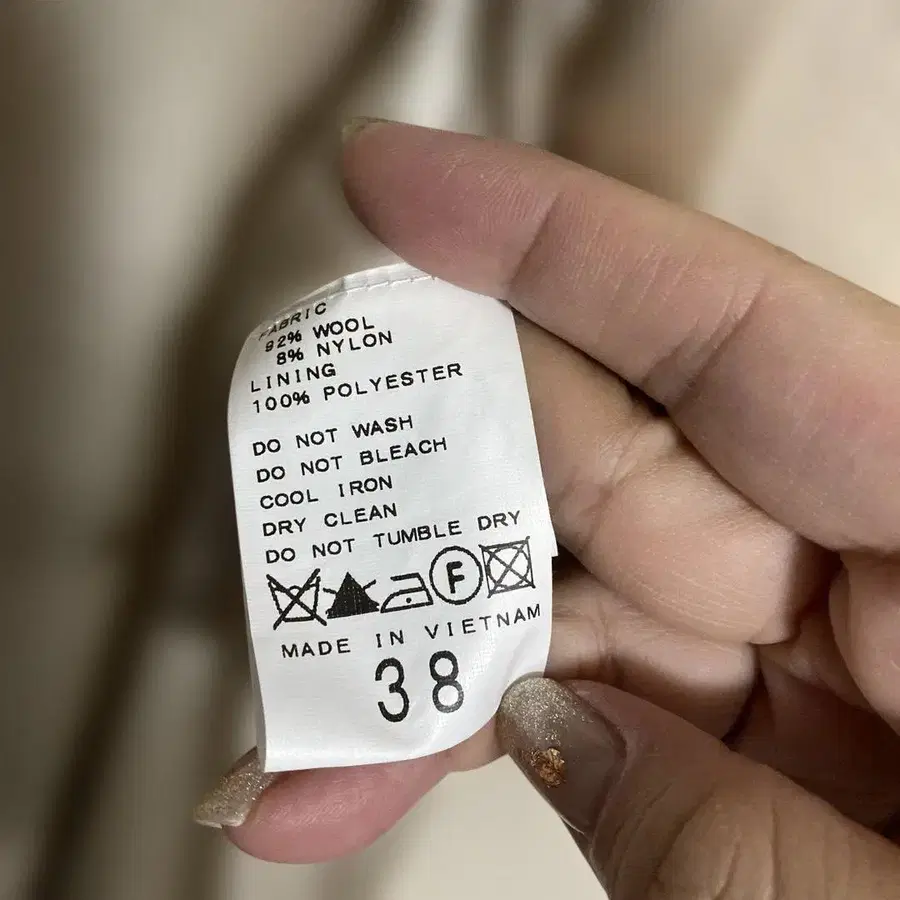 FABRIC
92% WOOL
8% NYLON
LINING
100% POLYESTER
DO NOT WASH
DO NOT BLEACH
COOL IRON
DRY CLEAN
DO NOT TUMBLE DRY
F
MADE IN VIETNAM
38